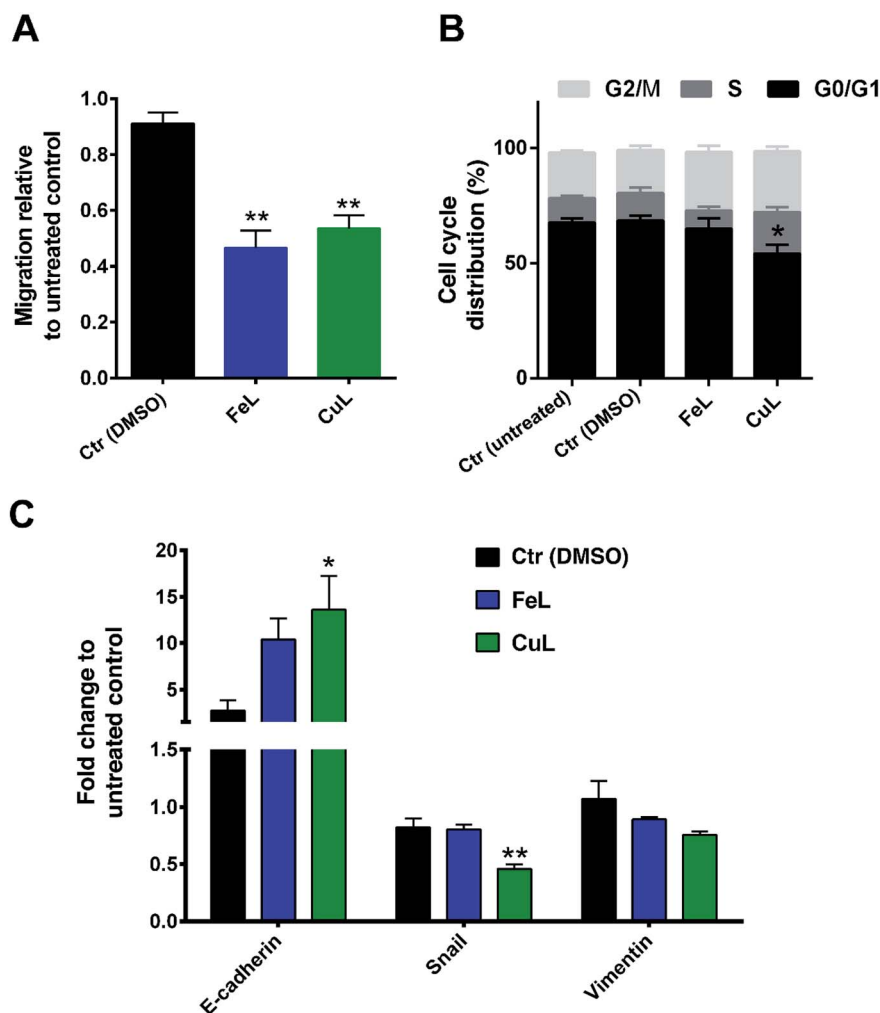 A
Migration relative
to untreated control
1.0
0.8
0.6
0.4
0.2
0.0
**
**
Ctr (DMSO)
FeL
CuL
B
G2/M
S
G0/G1
Cell cycle
distribution (%)
100
50
0
*
Ctr (untreated)
Ctr (DMSO)
FeL
CuL
C
Fold change to
untreated control
20
15
10
5
1.5
1.0
0.5
0.0
*
**
Ctr (DMSO)
FeL
CuL
E-cadherin
Snail
Vimentin